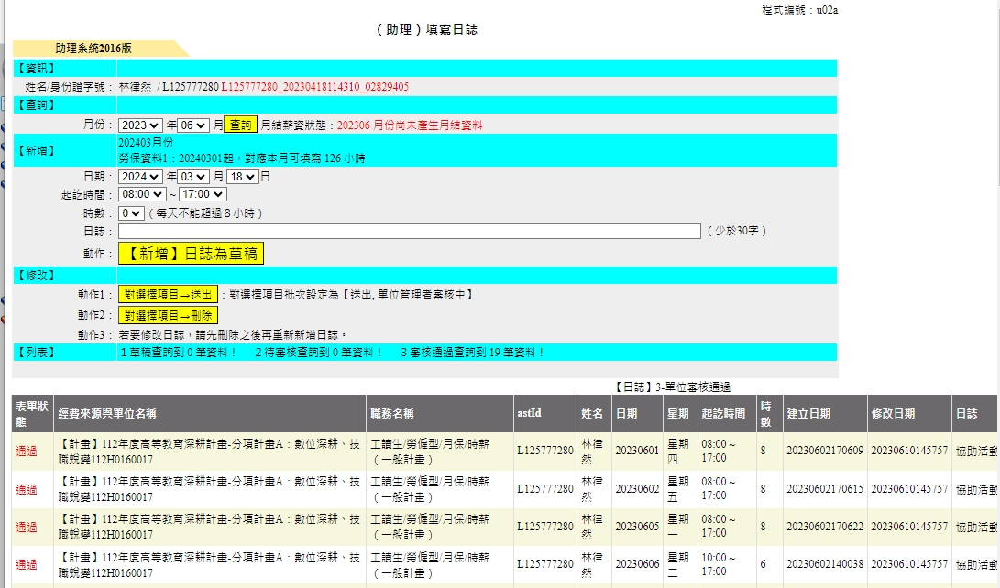 程式編號：u02a
（助理）填寫日誌
助理系統2016版
【資訊】
姓名/身份證字號： 林律然 / L125777280 L125777280_20230418114310_02829405
【查詢】
月份： 2023 年 06 月 查詢 月結薪資狀態：202306 月份尚未產生月結資料
【新增】
202403月份
勞保資料1：20240301起，對應本月可填寫 126 小時
日期： 2024 年 03 月 18 日
起訖時間： 08:00 ~ 17:00
時數： 0 （每天不能超過８小時）
日誌： （少於30字）
動作： 【新增】日誌為草稿
【修改】
動作1： 對選擇項目→送出 ：對選擇項目批次設定為【送出,單位管理者審核中】
動作2： 對選擇項目→刪除
動作3： 若要修改日誌，請先刪除之後再重新新增日誌。
【列表】 1 草稿查詢到 0 筆資料！ 2 待審核查詢到 0 筆資料！ 3 審核通過查詢到 19 筆資料！
【日誌】3-單位審核通過
表單狀態 經費來源與單位名稱 職務名稱 astId 姓名 日期 星期 起訖時間 時數 建立日期 修改日期 日誌
通過 【計畫】112年度高等教育深耕計畫-分項計畫A：數位深耕、技職蛻變112H0160017 工讀生/勞僱型/月保/時薪（一般計畫） L125777280 林律然 20230601 星期四 08:00 ~ 17:00 8 20230602170609 20230610145757 協助活動
通過 【計畫】112年度高等教育深耕計畫-分項計畫A：數位深耕、技職蛻變112H0160017 工讀生/勞僱型/月保/時薪（一般計畫） L125777280 林律然 20230602 星期五 08:00 ~ 17:00 8 20230602170615 20230610145757 協助活動
通過 【計畫】112年度高等教育深耕計畫-分項計畫A：數位深耕、技職蛻變112H0160017 工讀生/勞僱型/月保/時薪（一般計畫） L125777280 林律然 20230605 星期一 08:00 ~ 17:00 8 20230602170622 20230610145757 協助活動
通過 【計畫】112年度高等教育深耕計畫-分項計畫A：數位深耕、技職蛻變112H0160017 工讀生/勞僱型/月保/時薪（一般計畫） L125777280 林律然 20230606 星期二 10:00 ~ 17:00 6 20230602140038 20230610145757 協助活動